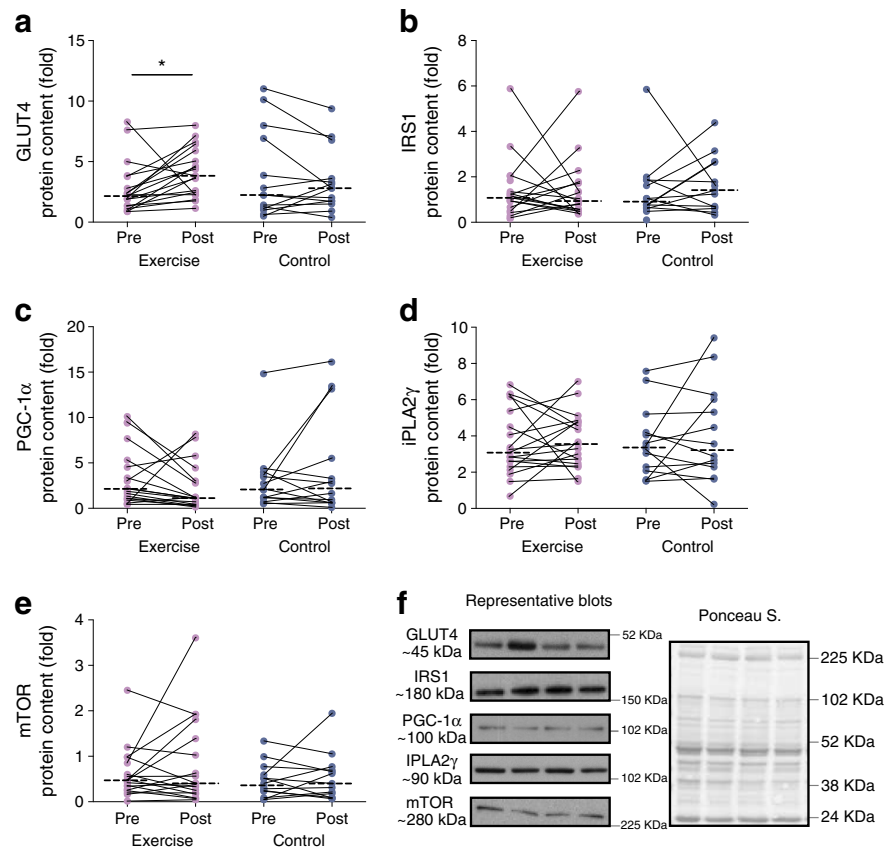 a
GLUT4
protein content (fold)
15
10
5
0
*
Pre Post Pre Post
Exercise Control
b
IRS1
protein content (fold)
8
6
4
2
0
Pre Post Pre Post
Exercise Control
c
PGC-1α
protein content (fold)
20
15
10
5
0
Pre Post Pre Post
Exercise Control
d
iPLA2γ
protein content (fold)
10
8
6
4
2
0
Pre Post Pre Post
Exercise Control
e
mTOR
protein content (fold)
4
3
2
1
0
Pre Post Pre Post
Exercise Control
f
Representative blots
GLUT4
~45 kDa
52 KDa
IRS1
~180 kDa
150 KDa
PGC-1α
~100 kDa
102 KDa
IPLA2γ
~90 kDa
102 KDa
mTOR
~280 kDa
225 KDa
Ponceau S.
225 KDa
102 KDa
52 KDa
38 KDa
24 KDa